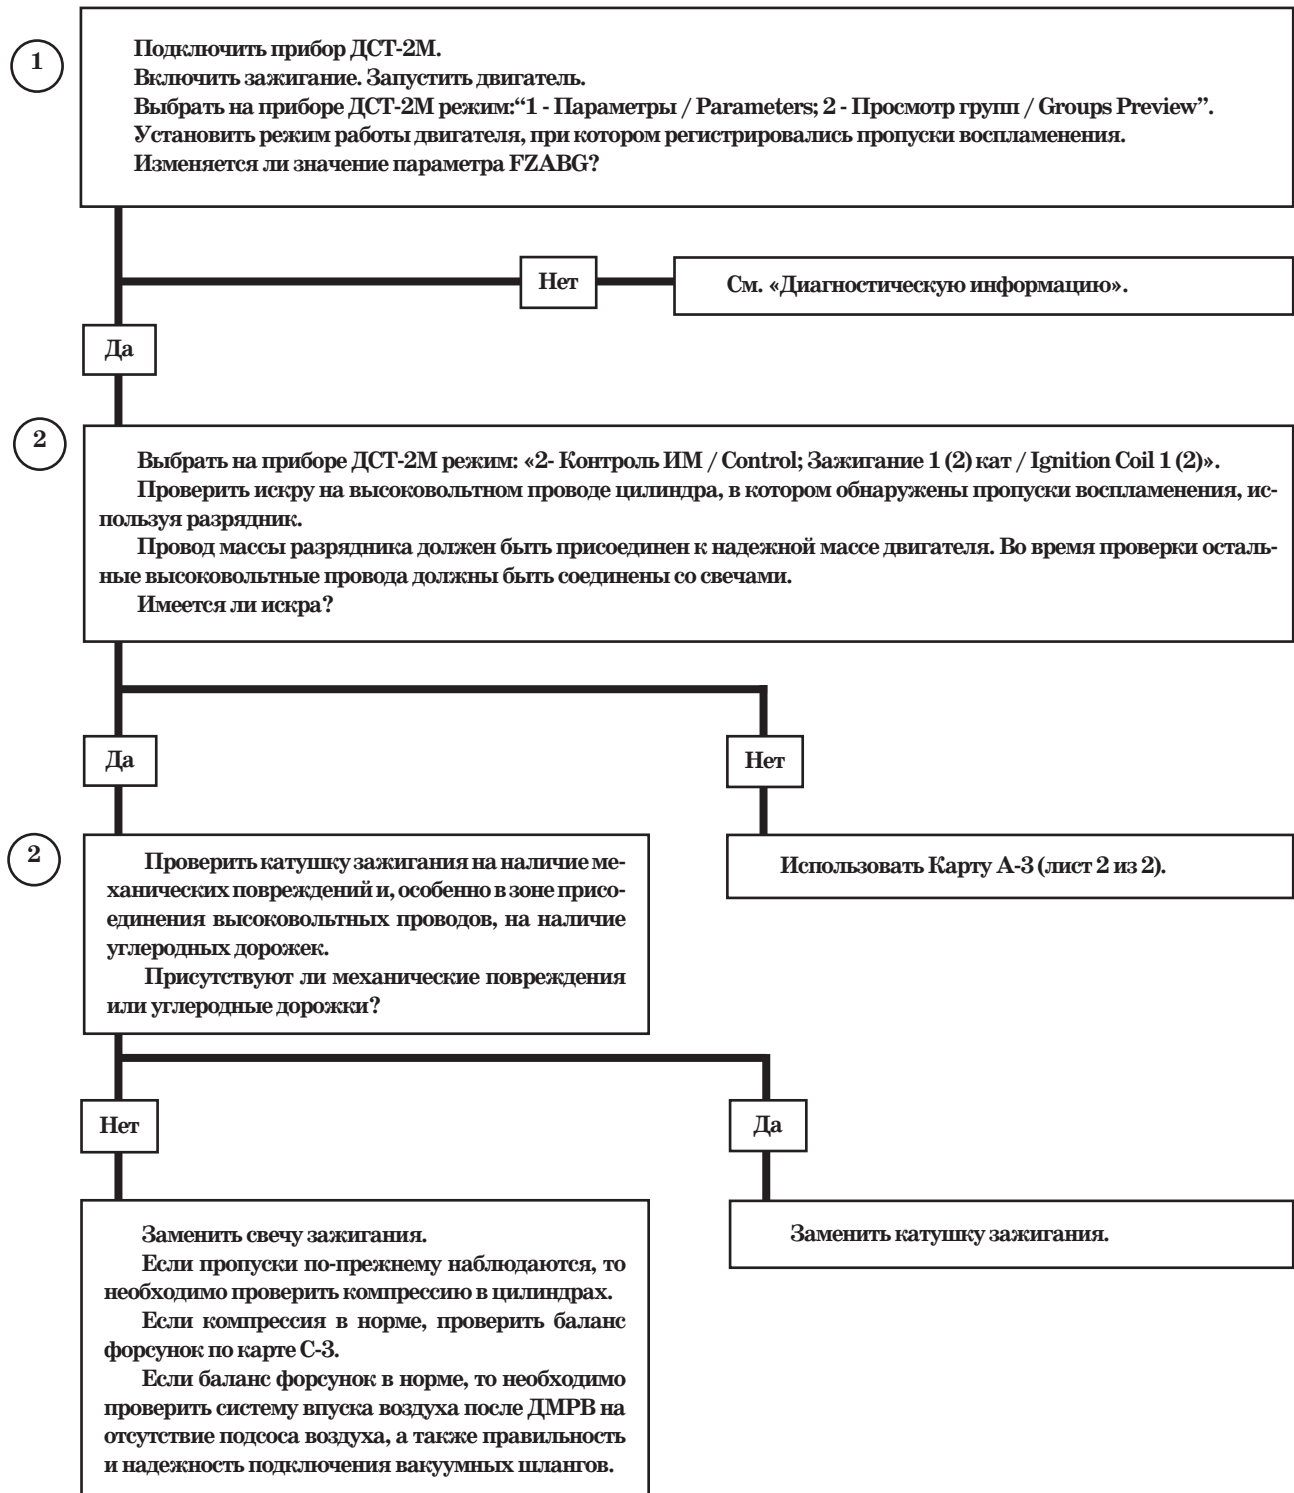 1
Подключить прибор ДСТ-2М.
Включить зажигание. Запустить двигатель.
Выбрать на приборе ДСТ-2М режим:“1 - Параметры / Parameters; 2 - Просмотр групп / Groups Preview”.
Установить режим работы двигателя, при котором регистрировались пропуски воспламенения.
Изменяется ли значение параметра FZABG?
Нет
См. «Диагностическую информацию».
Да
2
Выбрать на приборе ДСТ-2М режим: «2- Контроль ИМ / Control; Зажигание 1 (2) кат / Ignition Coil 1 (2)».
Проверить искру на высоковольтном проводе цилиндра, в котором обнаружены пропуски воспламенения, ис-
пользуя разрядник.
Провод массы разрядника должен быть присоединен к надежной массе двигателя. Во время проверки осталь-
ные высоковольтные провода должны быть соединены со свечами.
Имеется ли искра?
Да
Нет
2
Проверить катушку зажигания на наличие ме-
ханических повреждений и, особенно в зоне присо-
единения высоковольтных проводов, на наличие
углеродных дорожек.
Присутствуют ли механические повреждения
или углеродные дорожки?
Использовать Карту А-3 (лист 2 из 2).
Нет
Да
Заменить свечу зажигания.
Если пропуски по-прежнему наблюдаются, то
необходимо проверить компрессию в цилиндрах.
Если компрессия в норме, проверить баланс
форсунок по карте С-3.
Если баланс форсунок в норме, то необходимо
проверить систему впуска воздуха после ДМРВ на
отсутствие подсоса воздуха, а также правильность
и надежность подключения вакуумных шлангов.
Заменить катушку зажигания.